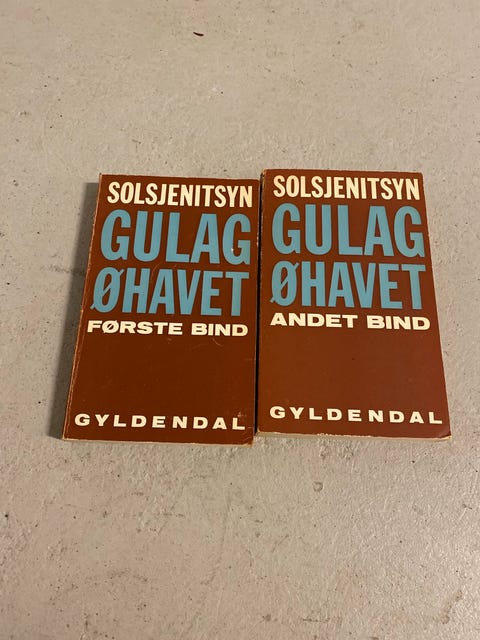 SOLSJENITSYN
GULAG
ØHAVET
FØRSTE BIND
GYLDENDAL
SOLSJENITSYN
GULAG
ØHAVET
ANDET BIND
GYLDENDAL